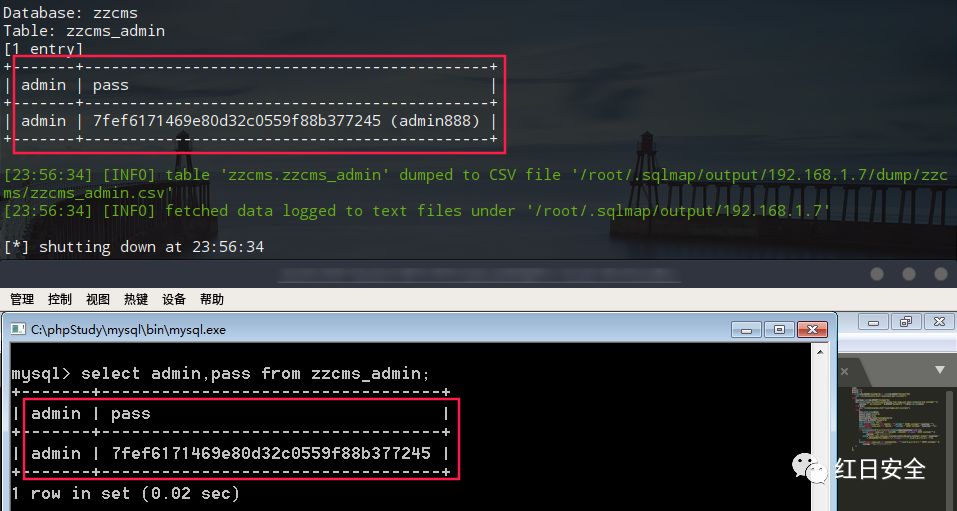 Database: zzcms
Table: zzcms_admin
[1 entry]
+-------+---------------------------------------------+
| admin | pass                                        |
+-------+---------------------------------------------+
| admin | 7fef6171469e80d32c0559f88b377245 (admin888) |
+-------+---------------------------------------------+
[23:56:34] [INFO] table 'zzcms.zzcms_admin' dumped to CSV file '/root/.sqlmap/output/192.168.1.7/dump/zzc
ms/zzcms_admin.csv'
[23:56:34] [INFO] fetched data logged to text files under '/root/.sqlmap/output/192.168.1.7'
[*] shutting down at 23:56:34
管理 控制 视图 热键 设备 帮助
C:\phpStudy\mysql\bin\mysql.exe
mysql> select admin,pass from zzcms_admin;
+-------+----------------------------------+
| admin | pass                             |
+-------+----------------------------------+
| admin | 7fef6171469e80d32c0559f88b377245 |
+-------+----------------------------------+
1 row in set (0.02 sec)
红日安全